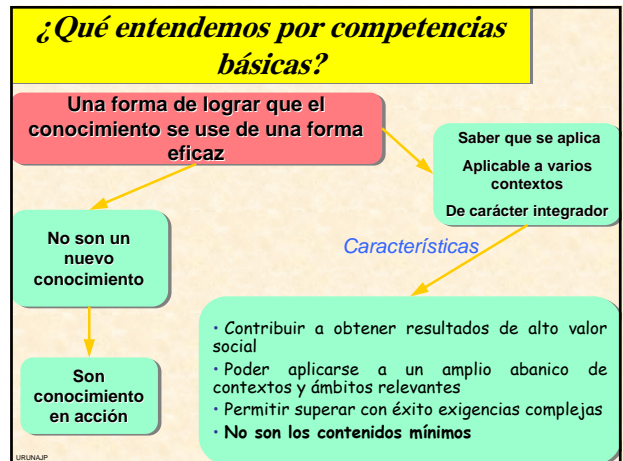 ¿Qué entendemos por competencias
básicas?
Una forma de lograr que el
conocimiento se use de una forma
eficaz
Saber que se aplica
Aplicable a varios
contextos
De carácter integrador
No son un
nuevo
conocimiento
Características
Son
conocimiento
en acción
• Contribuir a obtener resultados de alto valor
social
• Poder aplicarse a un amplio abanico de
contextos y ámbitos relevantes
• Permitir superar con éxito exigencias complejas
• No son los contenidos mínimos
URUNAJP